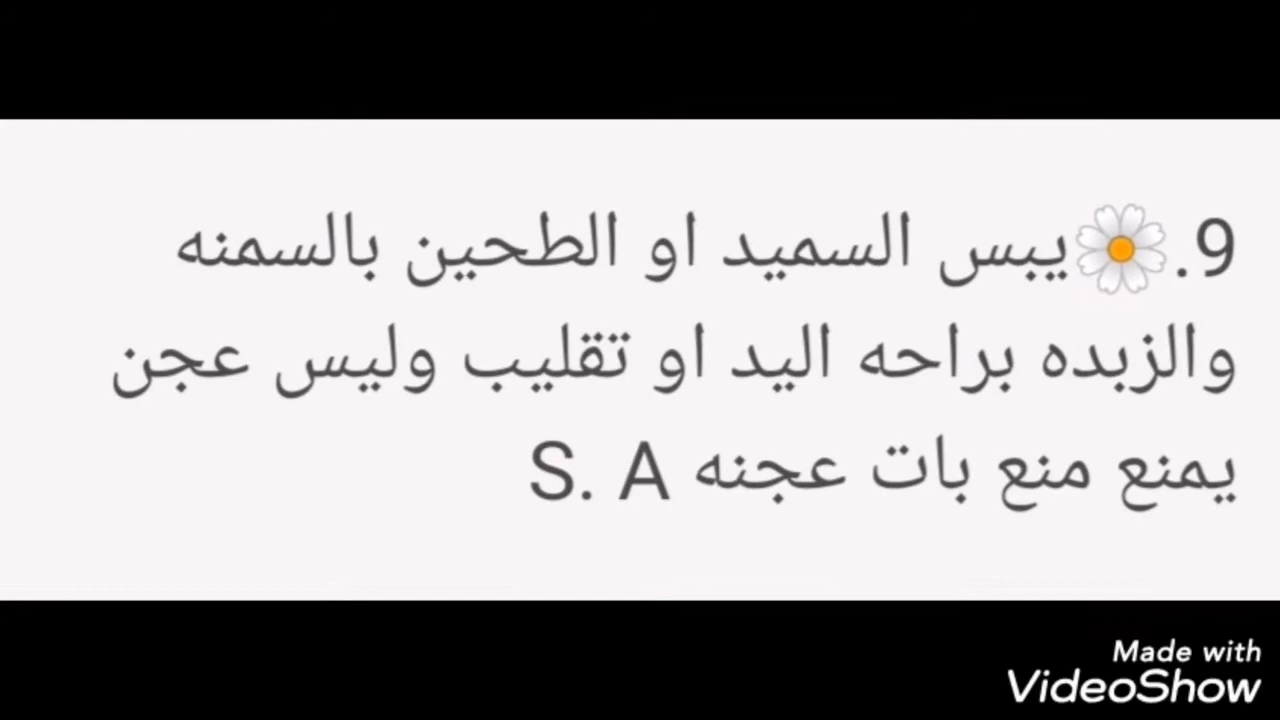 9.🌼يبس السميد او الطحين بالسمنه
والزبده براحه اليد او تقليب وليس عجن
يمنع منع بات عجنه S. A
Made with
VideoShow